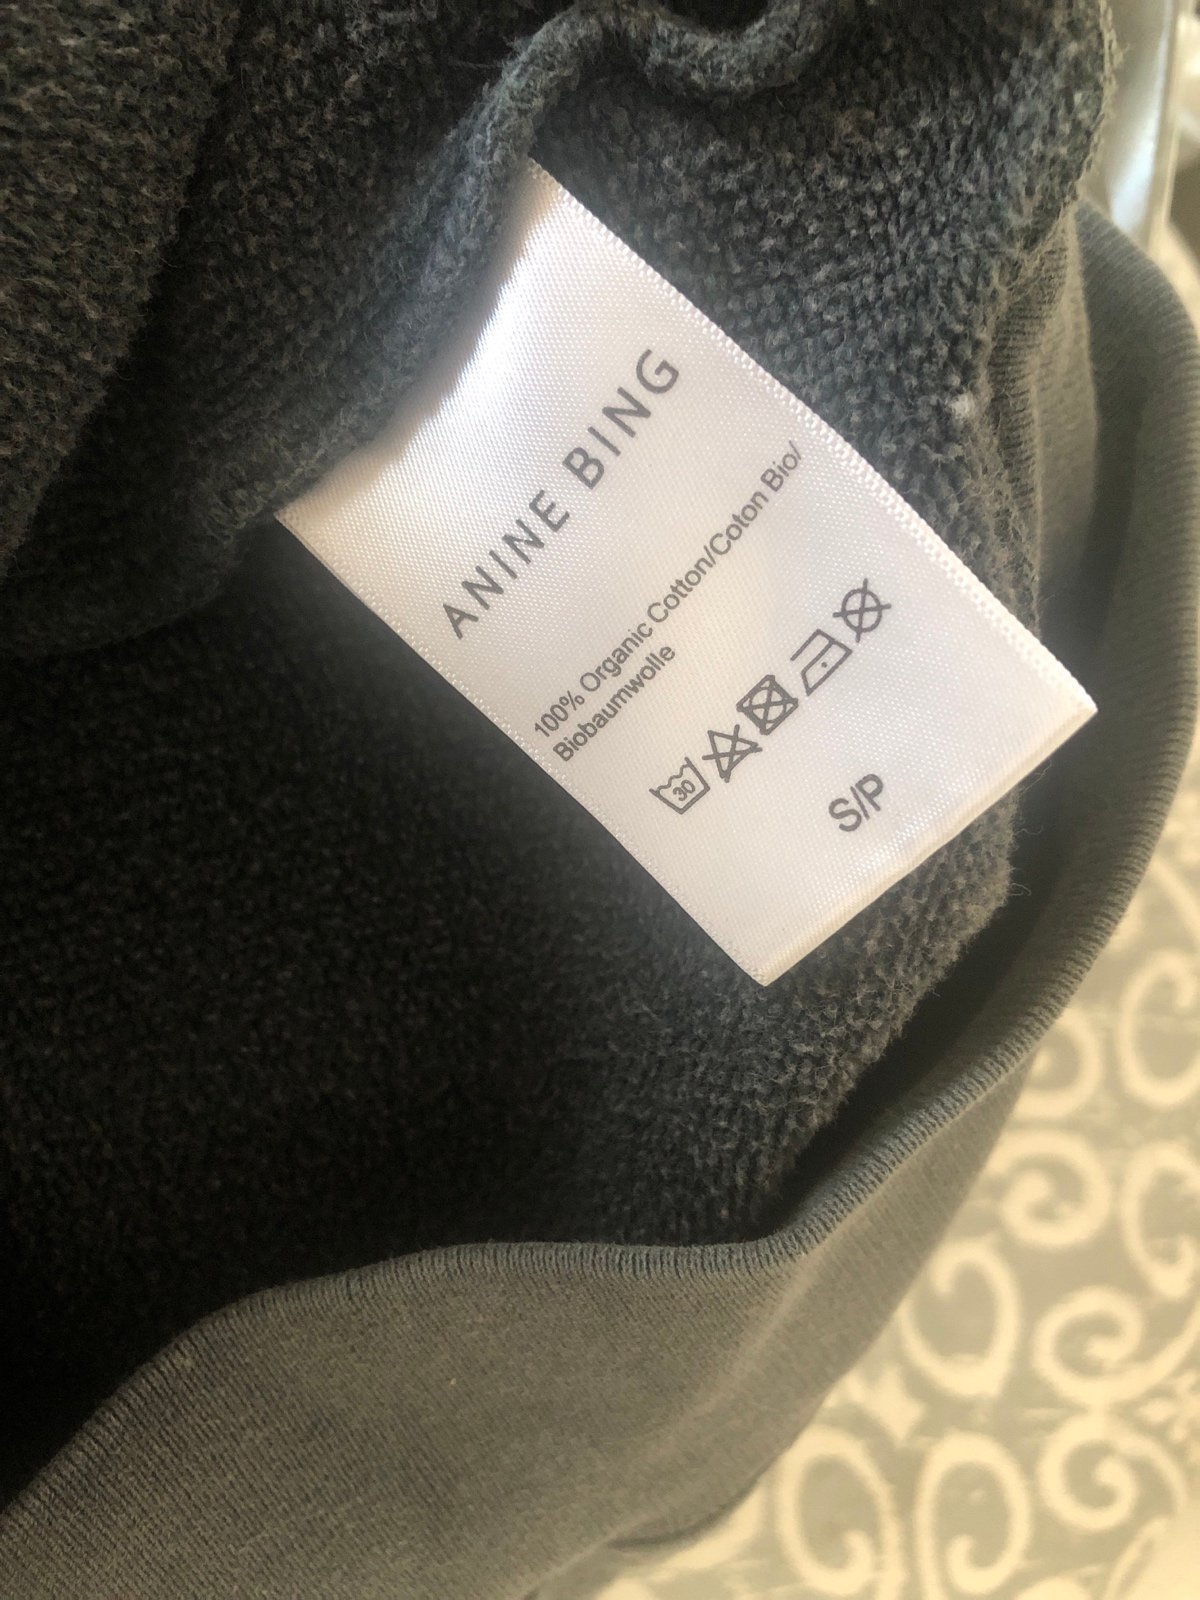 ANINE BING
100% Organic Cotton/Coton Bio/
Biobaumwolle
30
S/P